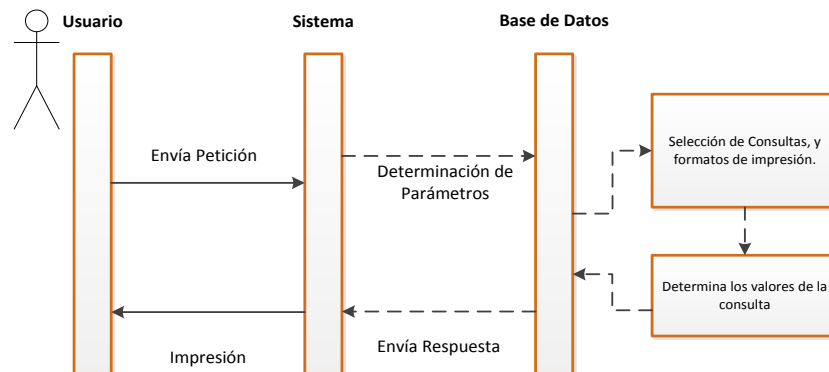 Usuario
Sistema
Base de Datos
Envía Petición
Determinación de
Parámetros
Selección de Consultas, y
formatos de impresión.
Determina los valores de la
consulta
Envía Respuesta
Impresión